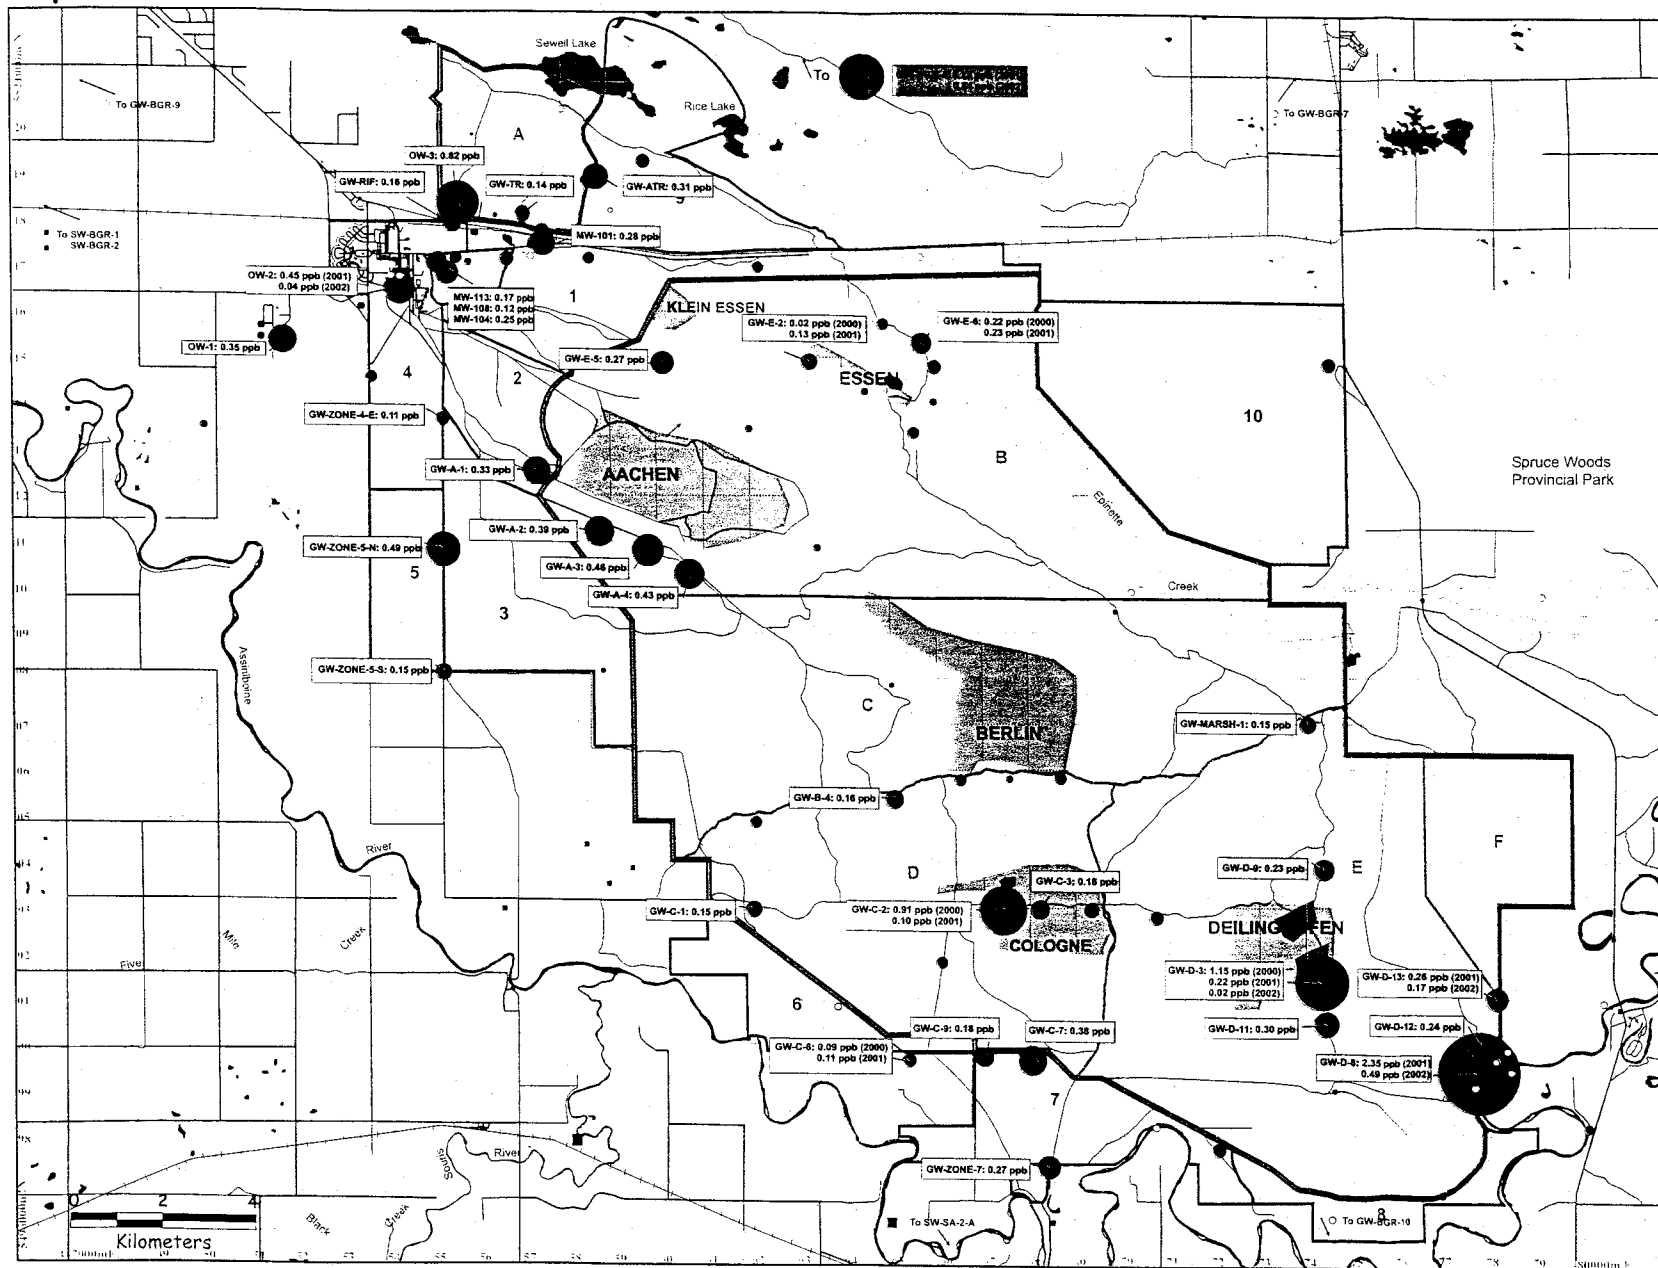 Sewell Lake
To
To GW-BGR-9
Rice Lake
To GW-BGR-7
A
OW-3: 0.82 ppb
GW-RIF: 0.16 ppb
GW-TR: 0.14 ppb
GW-ATR: 0.31 ppb
9
To SW-BGR-1
SW-BGR-2
MW-101: 0.28 ppb
OW-2: 0.45 ppb (2001)
0.04 ppb (2002)
MW-113: 0.17 ppb
MW-108: 0.12 ppb
MW-104: 0.25 ppb
1
KLEIN ESSEN
GW-E-2: 0.02 ppb (2000)
0.13 ppb (2001)
GW-E-6: 0.22 ppb (2000)
0.23 ppb (2001)
OW-1: 0.35 ppb
GW-E-5: 0.27 ppb
4
2
ESSEN
GW-ZONE-4-E: 0.11 ppb
10
B
GW-A-1: 0.33 ppb
AACHEN
Spruce Woods
Provincial Park
Epinette
GW-A-2: 0.39 ppb
GW-ZONE-5-N: 0.49 ppb
5
GW-A-3: 0.46 ppb
GW-A-4: 0.43 ppb
Creek
3
Assiniboine
GW-ZONE-5-S: 0.15 ppb
C
BERLIN
GW-MARSH-1: 0.15 ppb
GW-B-4: 0.16 ppb
River
D
GW-C-3: 0.18 ppb
GW-D-9: 0.23 ppb
E
F
GW-C-1: 0.15 ppb
GW-C-2: 0.91 ppb (2000)
0.10 ppb (2001)
COLOGNE
Five
Mile
Creek
GW-D-3: 1.15 ppb (2000)
0.22 ppb (2001)
0.02 ppb (2002)
GW-D-13: 0.26 ppb (2001)
0.17 ppb (2002)
6
GW-C-9: 0.18 ppb
GW-C-7: 0.38 ppb
GW-D-11: 0.30 ppb
GW-D-12: 0.24 ppb
GW-C-6: 0.09 ppb (2000)
0.11 ppb (2001)
GW-D-8: 2.35 ppb (2001)
0.49 ppb (2002)
7
Souris
River
GW-ZONE-7: 0.27 ppb
0 2 4
Kilometers
Black
Creek
To SW-SA-2-A
8
To GW-BGR-10